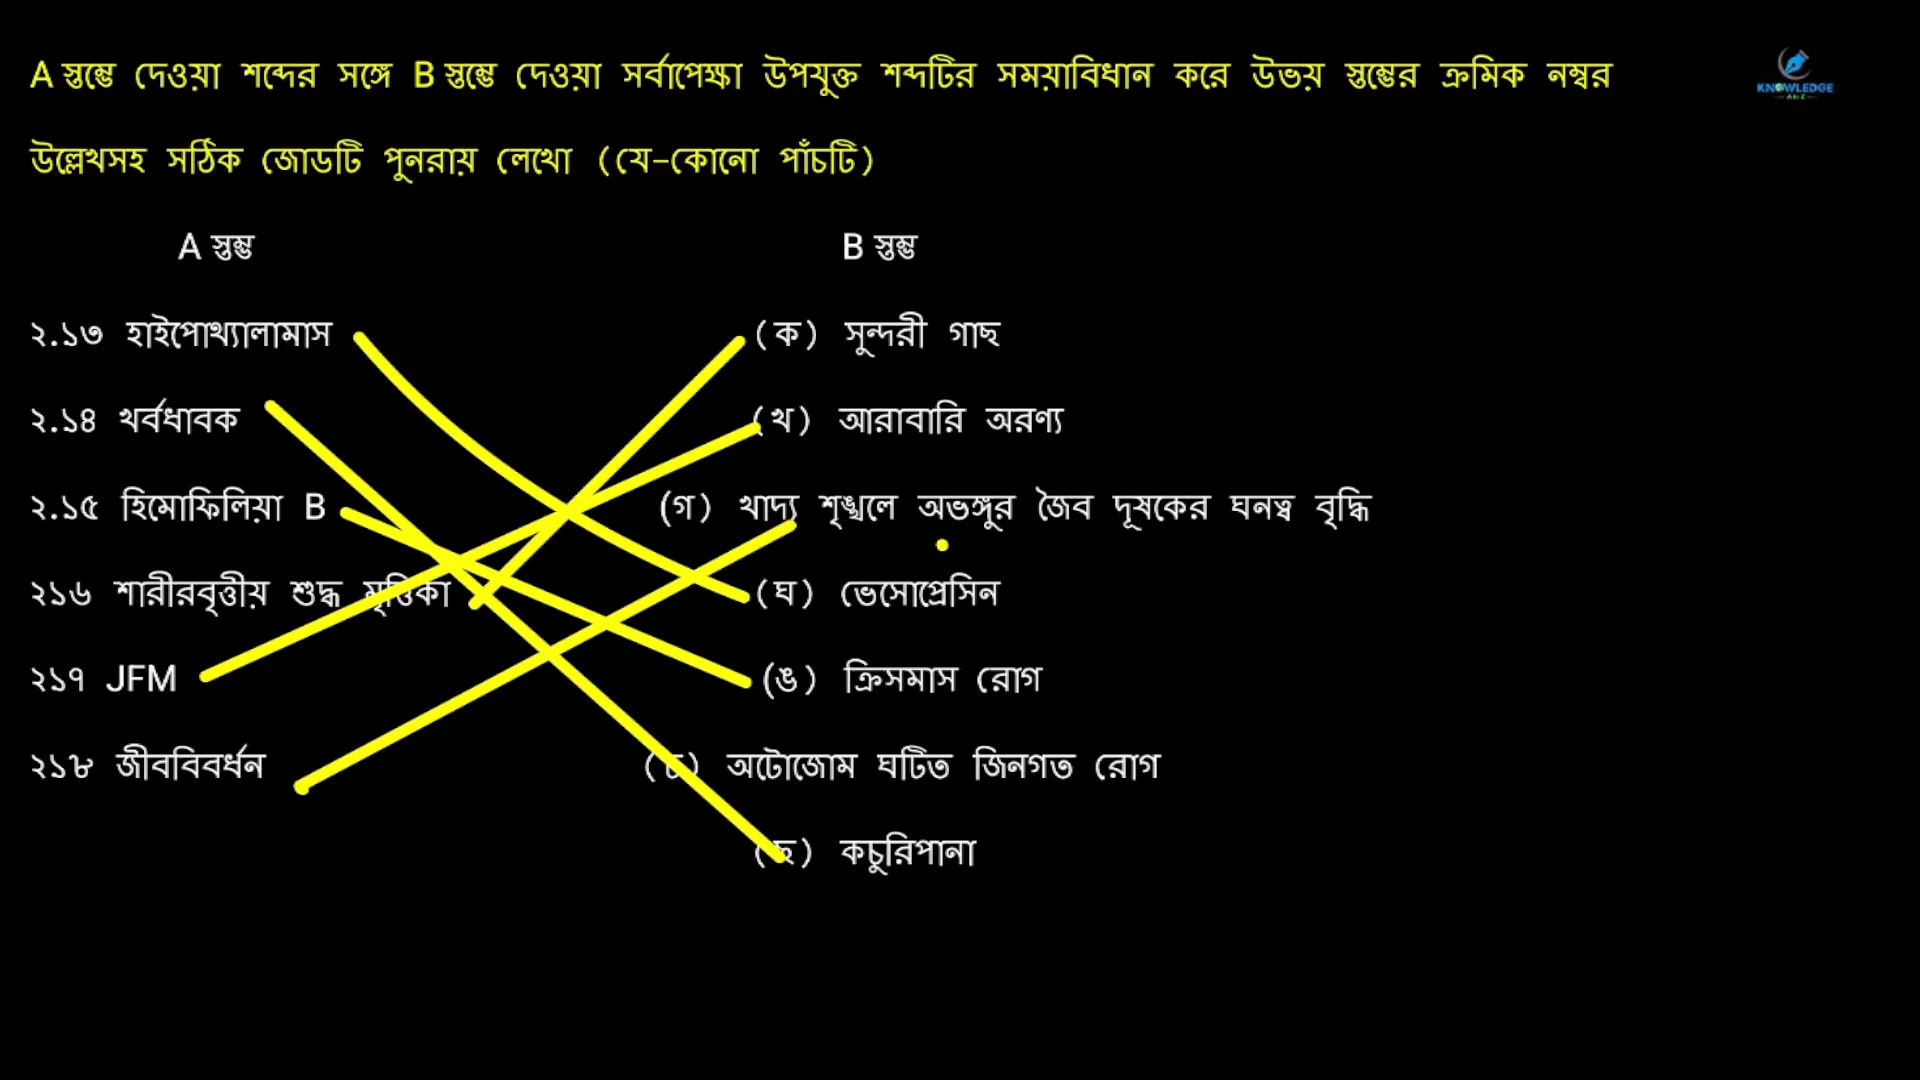 A স্তম্ভে দেওয়া শব্দের সঙ্গে B স্তম্ভে দেওয়া সর্বাপেক্ষা উপযুক্ত শব্দটির সময়াবিধান করে উভয় স্তম্ভের ক্রমিক নম্বর
KNOWLEDGE
উল্লেখসহ সঠিক জোডটি পুনরায় লেখো (যে-কোনো পাঁচটি)
A স্তম্ভ B স্তম্ভ
২.১৩ হাইপোথ্যালামাস (ক) সুন্দরী গাছ
২.১৪ খর্বধাবক (খ) আরাবারি অরণ্য
২.১৫ হিমোফিলিয়া B (গ) খাদ্য শৃঙ্খলে অভঙ্গুর জৈব দূষকের ঘনত্ব বৃদ্ধি
২১৬ শারীরবৃত্তীয় শুদ্ধ মৃত্তিকা (ঘ) ভেসোপ্রেসিন
২১৭ JFM (ঙ) ক্রিসমাস রোগ
২১৮ জীববিবর্ধন (চ) অটোজোম ঘটিত জিনগত রোগ
(ছ) কচুরিপানা